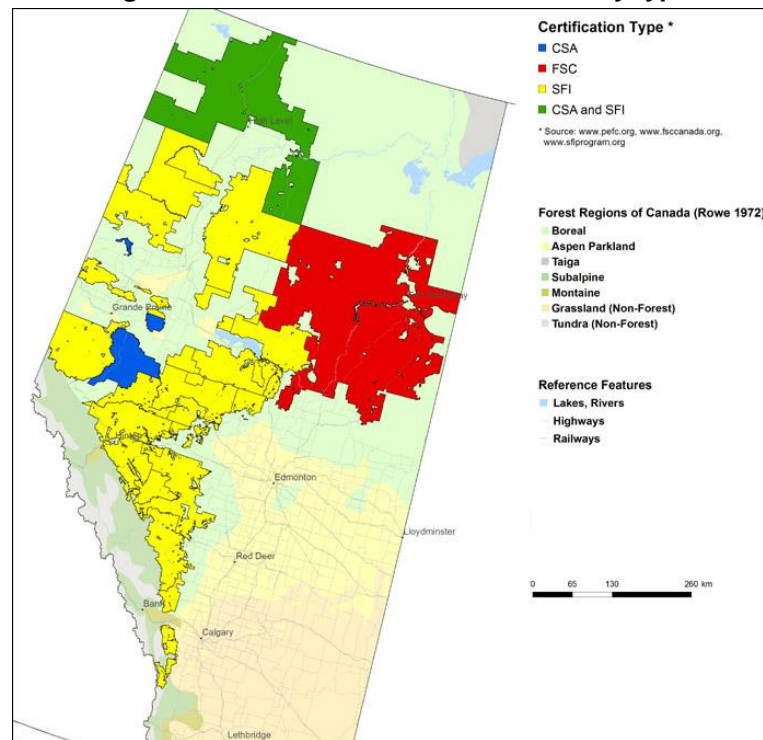 Certification Type *
CSA
FSC
SFI
CSA and SFI
* Source: www.pefc.org, www.fsccanada.org,
www.sfiprogram.org
Forest Regions of Canada (Rowe 1972)
Boreal
Aspen Parkland
Taiga
Subalpine
Montaine
Grassland (Non-Forest)
Tundra (Non-Forest)
Reference Features
Lakes, Rivers
Highways
Railways
0 65 130 260 km
High Level
Grande Prairie
Edmonton
Lloydminster
Red Deer
Banff
Calgary
Lethbridge